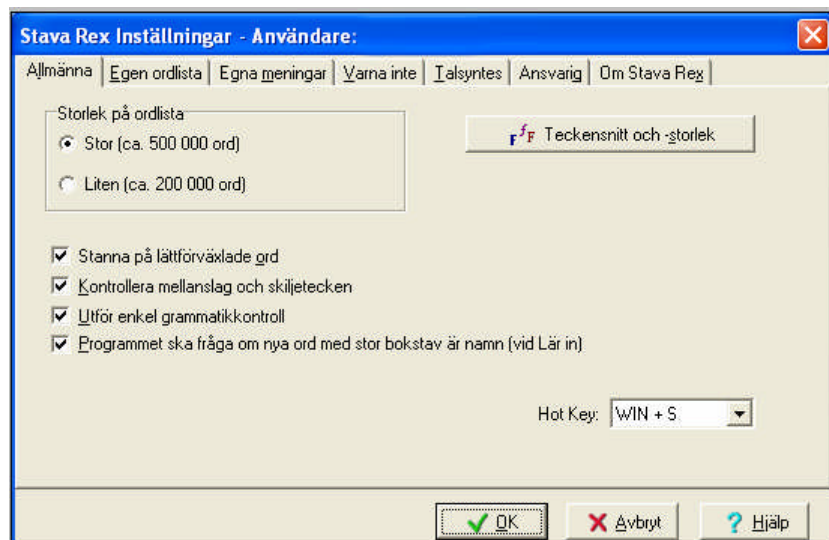 Stava Rex Inställningar - Användare:
Allmänna Egen ordlista Egna meningar Varna inte Talsyntes Ansvarig Om Stava Rex
Storlek på ordlista
Stor (ca. 500 000 ord)
Liten (ca. 200 000 ord)
F f F Teckensnitt och -storlek
Stanna på lättförväxlade ord
Kontrollera mellanslag och skiljetecken
Utför enkel grammatikkontroll
Programmet ska fråga om nya ord med stor bokstav är namn (vid Lär in)
Hot Key: WIN + S
OK Avbryt ? Hjälp